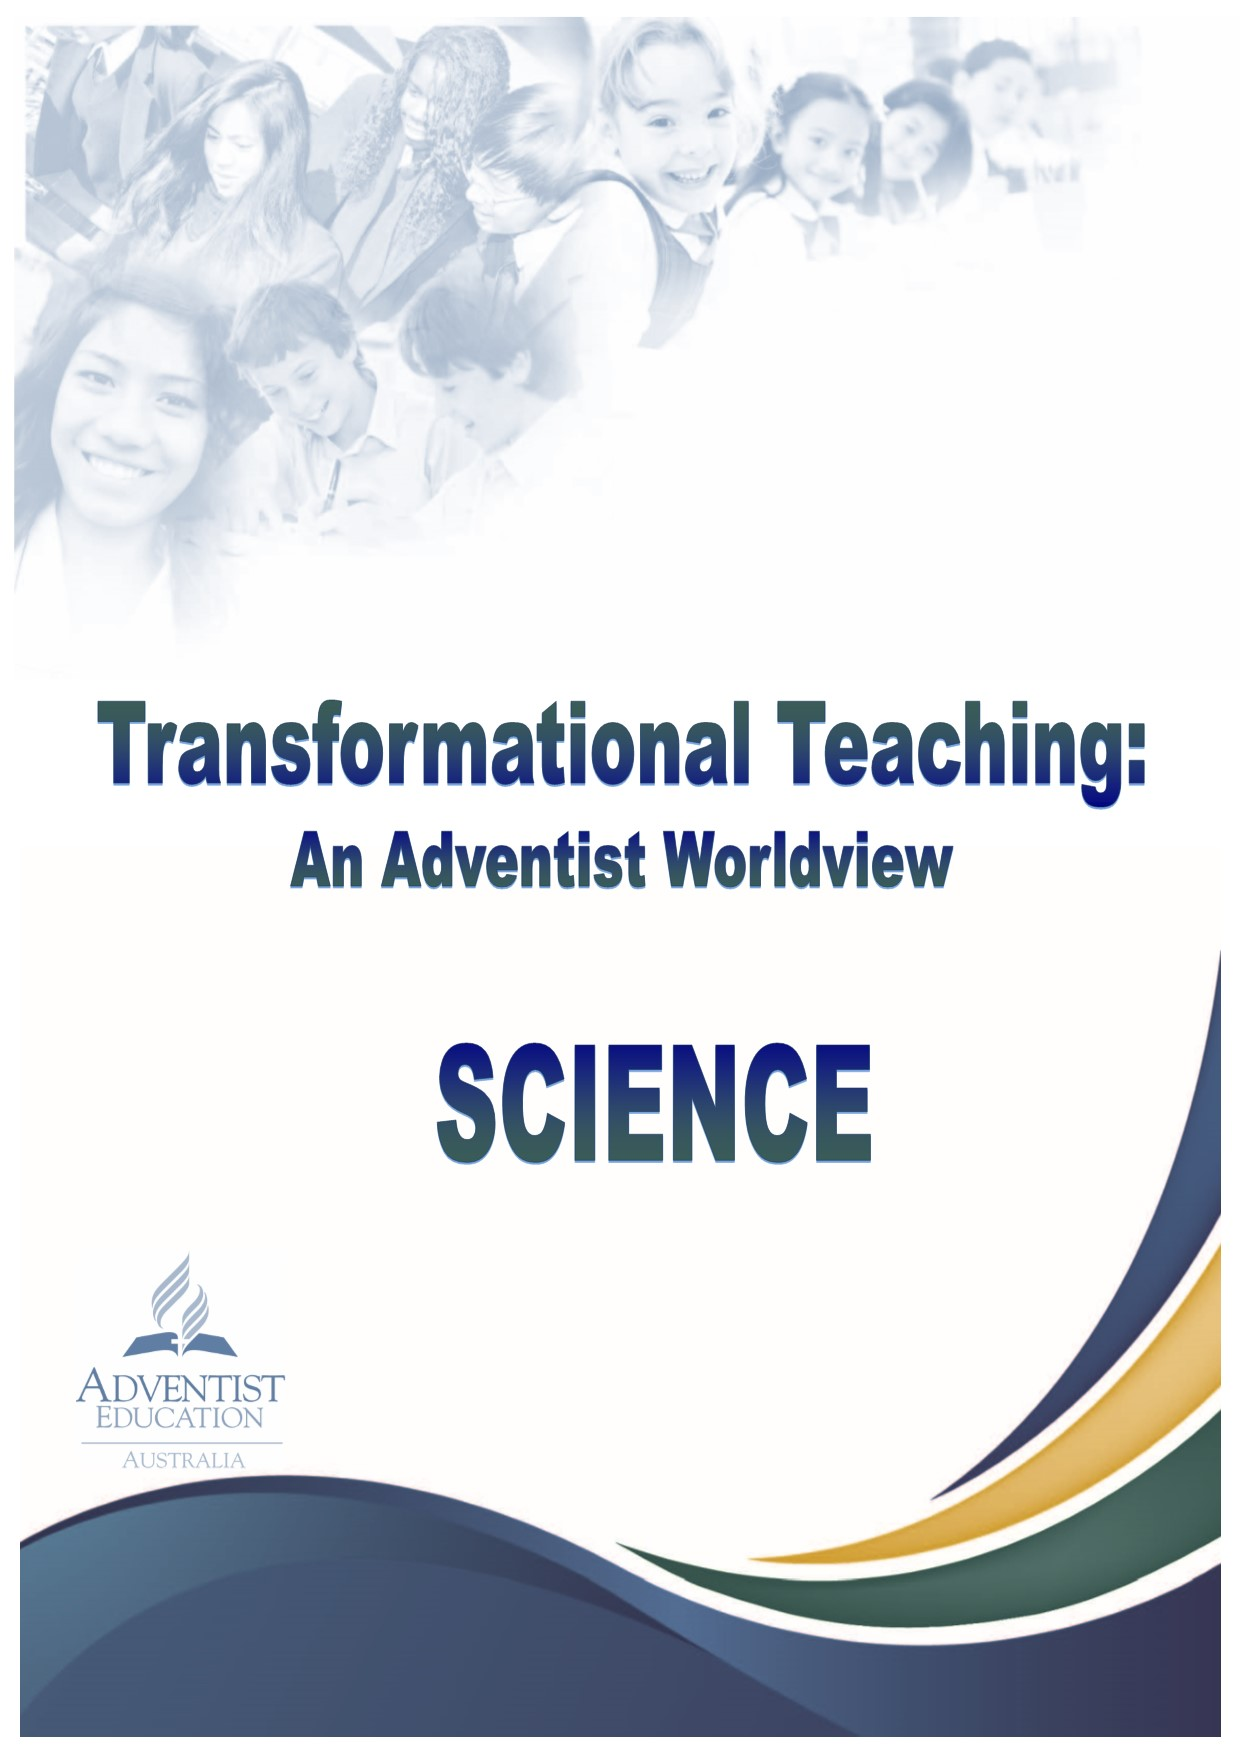 Transformational Teaching:
An Adventist Worldview
SCIENCE
ADVENTIST
EDUCATION
AUSTRALIA